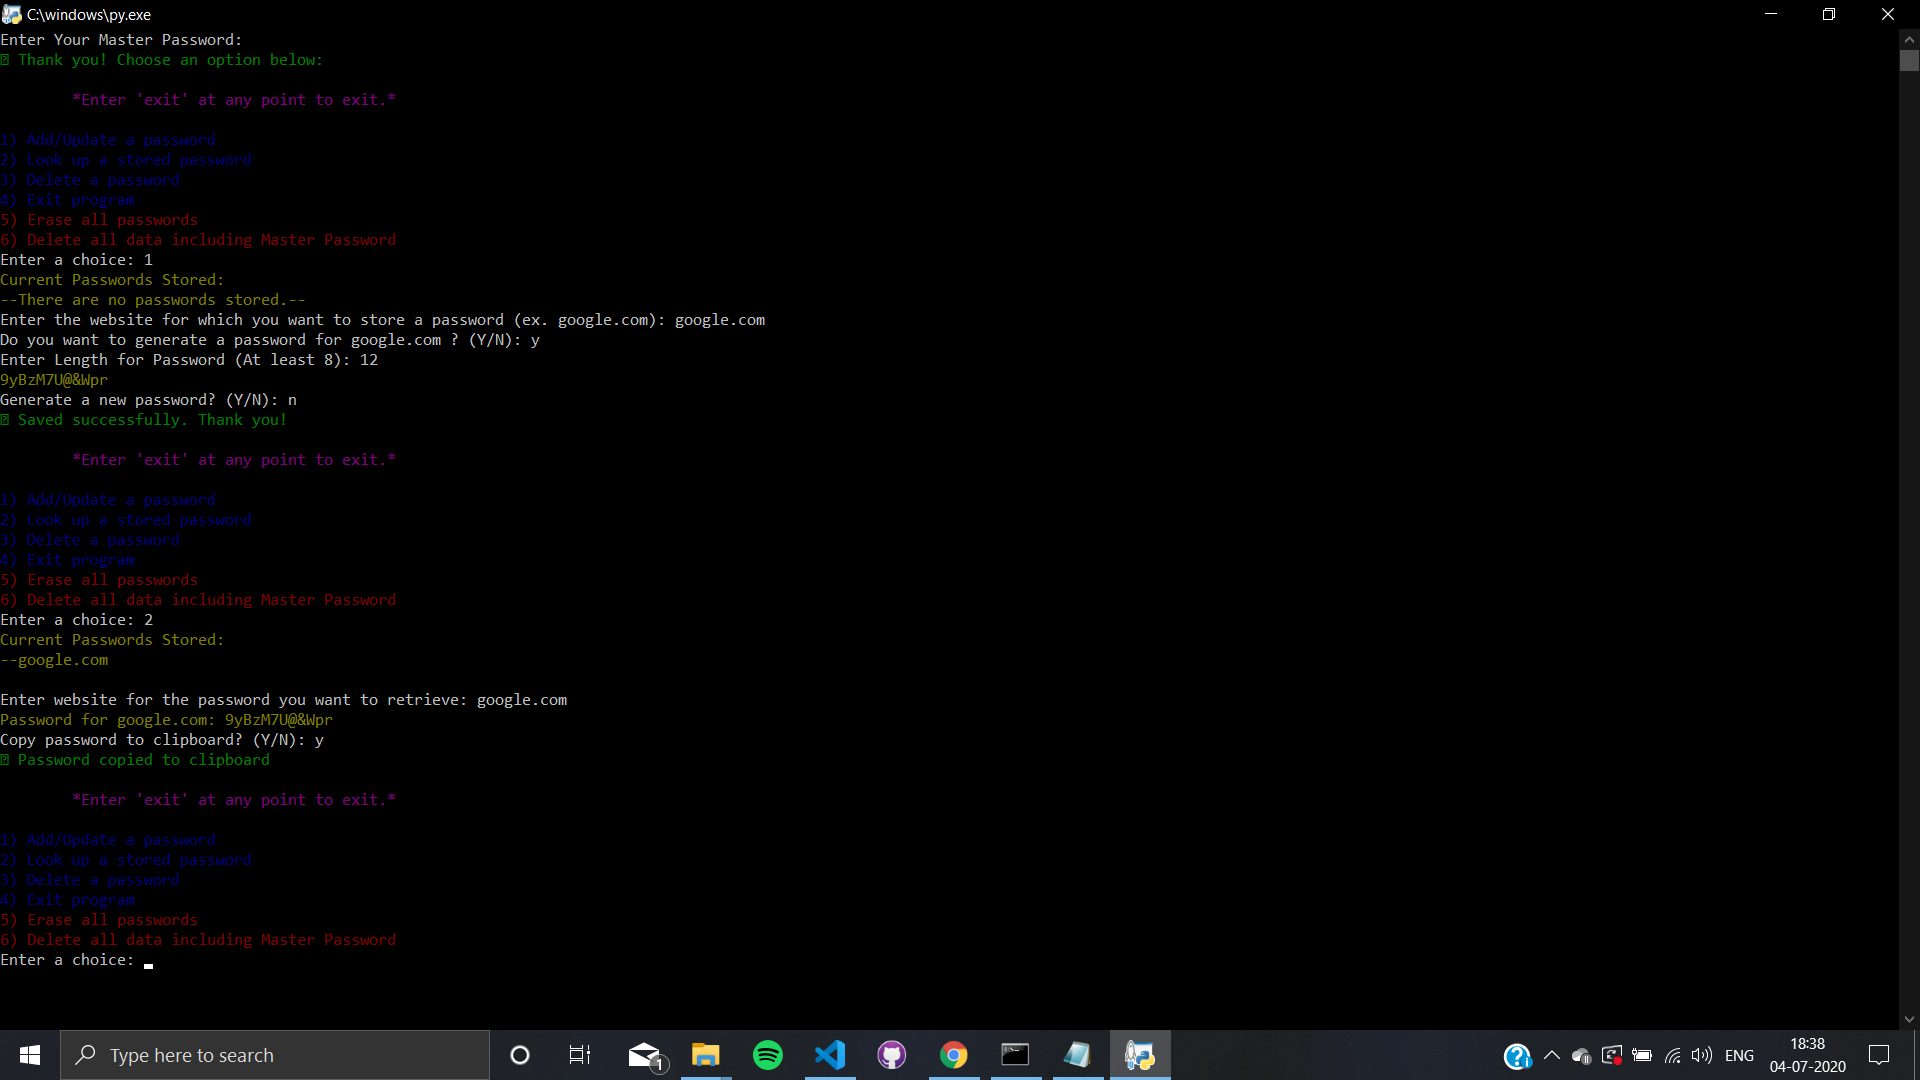 C:\windows\py.exe
Enter Your Master Password:
Thank you! Choose an option below:
*Enter 'exit' at any point to exit.*
1) Add/Update a password
2) Look up a stored password
3) Delete a password
4) Exit program
5) Erase all passwords
6) Delete all data including Master Password
Enter a choice: 1
Current Passwords Stored:
--There are no passwords stored.--
Enter the website for which you want to store a password (ex. google.com): google.com
Do you want to generate a password for google.com ? (Y/N): y
Enter Length for Password (At least 8): 12
9yBzM7U@&Wpr
Generate a new password? (Y/N): n
Saved successfully. Thank you!
*Enter 'exit' at any point to exit.*
1) Add/Update a password
2) Look up a stored password
3) Delete a password
4) Exit program
5) Erase all passwords
6) Delete all data including Master Password
Enter a choice: 2
Current Passwords Stored:
--google.com
Enter website for the password you want to retrieve: google.com
Password for google.com: 9yBzM7U@&Wpr
Copy password to clipboard? (Y/N): y
Password copied to clipboard
*Enter 'exit' at any point to exit.*
1) Add/Update a password
2) Look up a stored password
3) Delete a password
4) Exit program
5) Erase all passwords
6) Delete all data including Master Password
Enter a choice:
Type here to search
1
ENG
18:38
04-07-2020